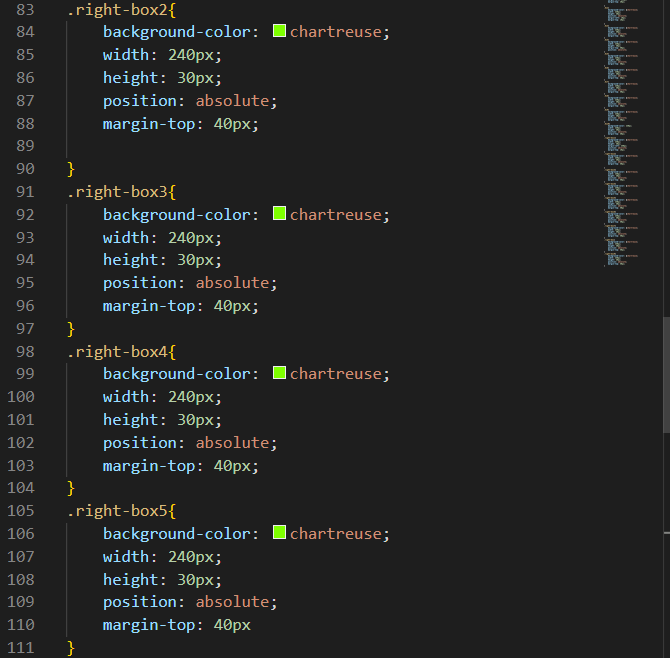 83 .right-box2{
84 background-color: chartreuse;
85 width: 240px;
86 height: 30px;
87 position: absolute;
88 margin-top: 40px;
89
90 }
91 .right-box3{
92 background-color: chartreuse;
93 width: 240px;
94 height: 30px;
95 position: absolute;
96 margin-top: 40px;
97 }
98 .right-box4{
99 background-color: chartreuse;
100 width: 240px;
101 height: 30px;
102 position: absolute;
103 margin-top: 40px;
104 }
105 .right-box5{
106 background-color: chartreuse;
107 width: 240px;
108 height: 30px;
109 position: absolute;
110 margin-top: 40px
111 }